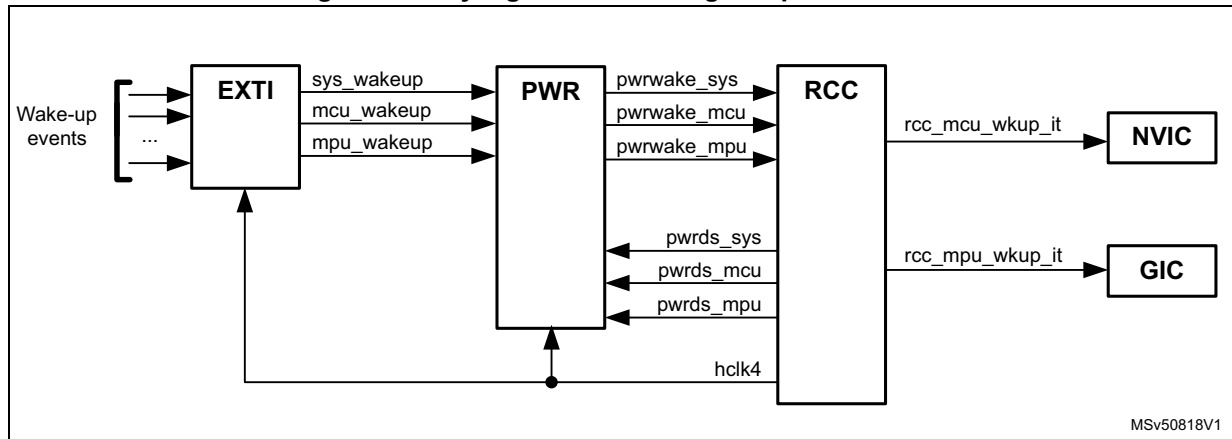 Wake-up
events
...
EXTI
sys_wakeup
mcu_wakeup
mpu_wakeup
PWR
pwrwake_sys
pwrwake_mcu
pwrwake_mpu
pwrds_sys
pwrds_mcu
pwrds_mpu
hclk4
RCC
rcc_mcu_wkup_it
NVIC
rcc_mpu_wkup_it
GIC
MSv50818V1